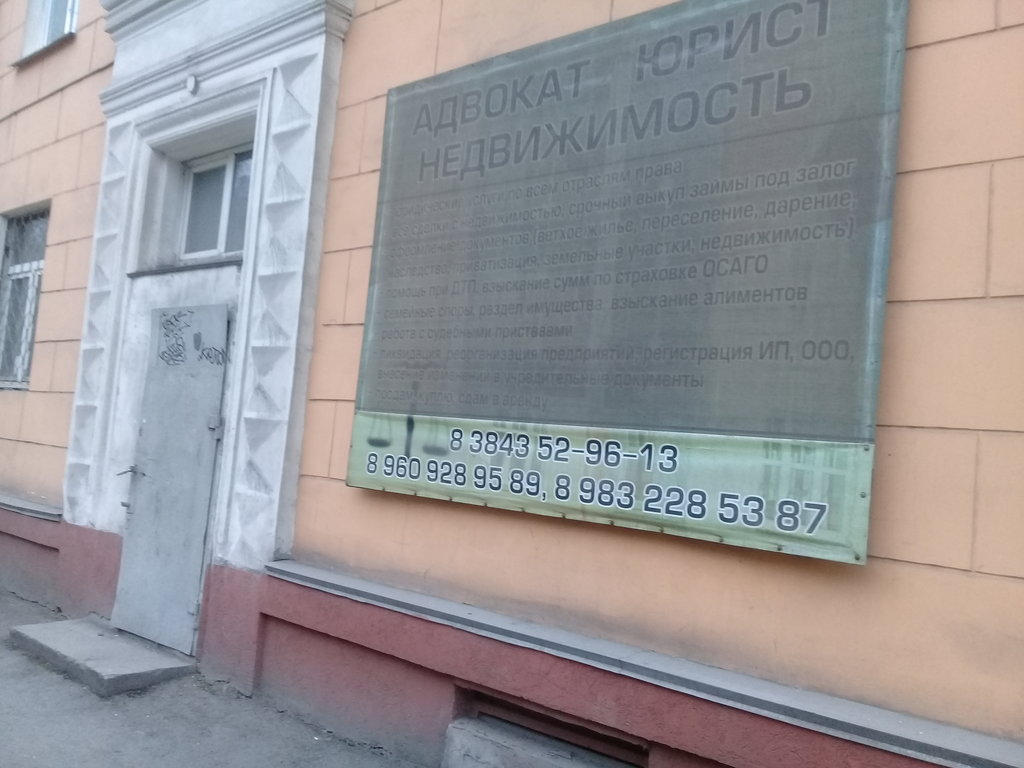 АДВОКАТ ЮРИСТ
НЕДВИЖИМОСТЬ
юридические услуги по всем отраслям права
все сделки с недвижимостью, срочный выкуп займы под залог
оформление документов (ветхое жилье, переселение, дарение,
наследство, приватизация, земельные участки, недвижимость)
помощь при ДТП, взыскание сумм по страховке ОСАГО
семейные споры, раздел имущества взыскание алиментов
работа с судебными приставами
ликвидация, реорганизация предприятий, регистрация ИП, ООО,
внесение изменений в учредительные документы
продам, куплю, сдам в аренду
8 3843 52-96-13
8 960 928 95 89, 8 983 228 53 87